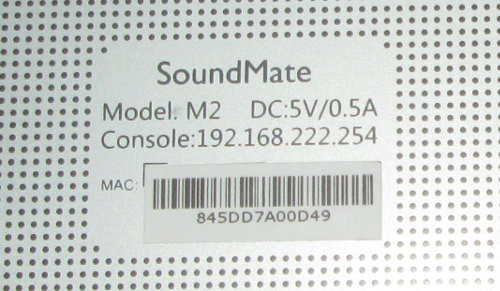 SoundMate
Model: M2 DC:5V/0.5A
Console:192.168.222.254
MAC:
845DD7A00D49